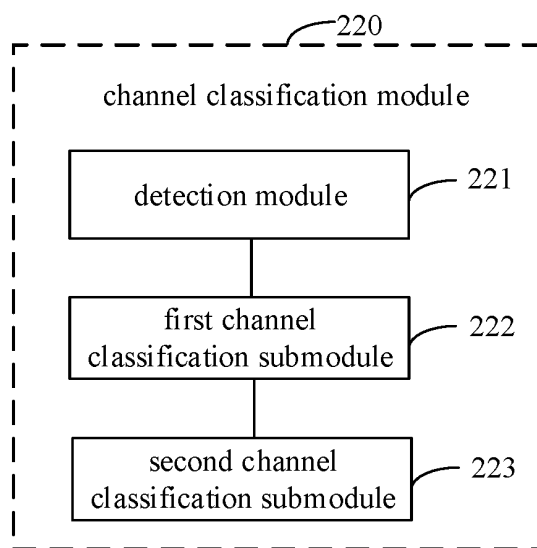 220
channel classification module
detection module
221
first channel
classification submodule
222
second channel
classification submodule
223